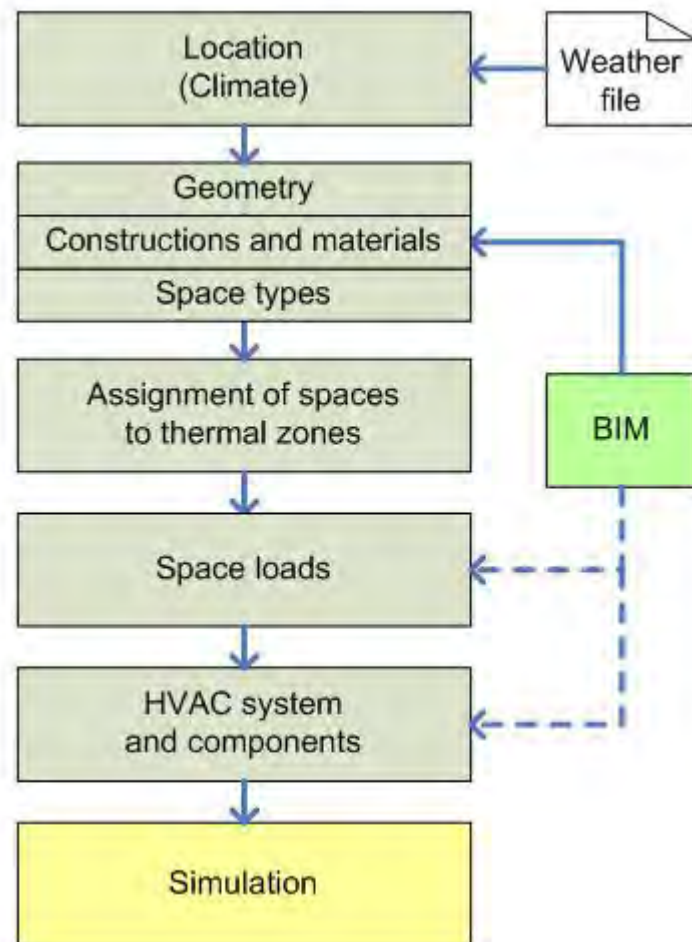 Location
(Climate)
Weather
file
Geometry
Constructions and materials
Space types
Assignment of spaces
to thermal zones
BIM
Space loads
HVAC system
and components
Simulation